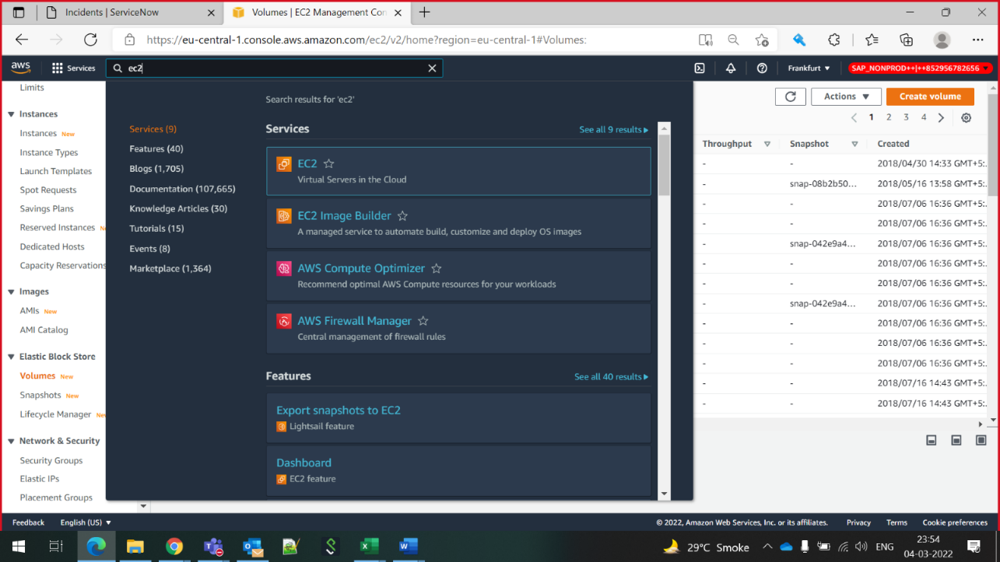 Incidents | ServiceNow
Volumes | EC2 Management Con
https://eu-central-1.console.aws.amazon.com/ec2/v2/home?region=eu-central-1#Volumes:
aws
Services
ec2
Frankfurt
SAP_NONPROD++|++852956782656
Limits
Instances
Instances New
Instance Types
Launch Templates
Spot Requests
Savings Plans
Reserved Instances
Dedicated Hosts
Capacity Reservations
Images
AMIs New
AMI Catalog
Elastic Block Store
Volumes New
Snapshots New
Lifecycle Manager
Network & Security
Security Groups
Elastic IPs
Placement Groups
Search results for 'ec2'
Services (9)
Features (40)
Blogs (1,705)
Documentation (107,665)
Knowledge Articles (30)
Tutorials (15)
Events (8)
Marketplace (1,364)
Services
See all 9 results
EC2
Virtual Servers in the Cloud
EC2 Image Builder
A managed service to automate build, customize and deploy OS images
AWS Compute Optimizer
Recommend optimal AWS Compute resources for your workloads
AWS Firewall Manager
Central management of firewall rules
Features
See all 40 results
Export snapshots to EC2
Lightsail feature
Dashboard
EC2 feature
Actions
Create volume
1 2 3 4
Throughput Snapshot Created
- - 2018/04/30 14:33 GMT+5:...
- snap-08b2b50... 2018/05/16 13:58 GMT+5:...
- - 2018/07/06 16:36 GMT+5:...
- - 2018/07/06 16:36 GMT+5:...
- snap-042e9a4... 2018/07/06 16:36 GMT+5:...
- - 2018/07/06 16:36 GMT+5:...
- - 2018/07/06 16:36 GMT+5:...
- snap-042e9a4... 2018/07/06 16:36 GMT+5:...
- - 2018/07/06 16:36 GMT+5:...
- - 2018/07/06 16:36 GMT+5:...
- - 2018/07/06 16:36 GMT+5:...
- - 2018/07/16 14:43 GMT+5:...
- - 2018/07/16 14:43 GMT+5:...
Feedback
English (US)
© 2022, Amazon Web Services, Inc. or its affiliates.
Privacy
Terms
Cookie preferences
29°C Smoke
ENG
23:54
04-03-2022